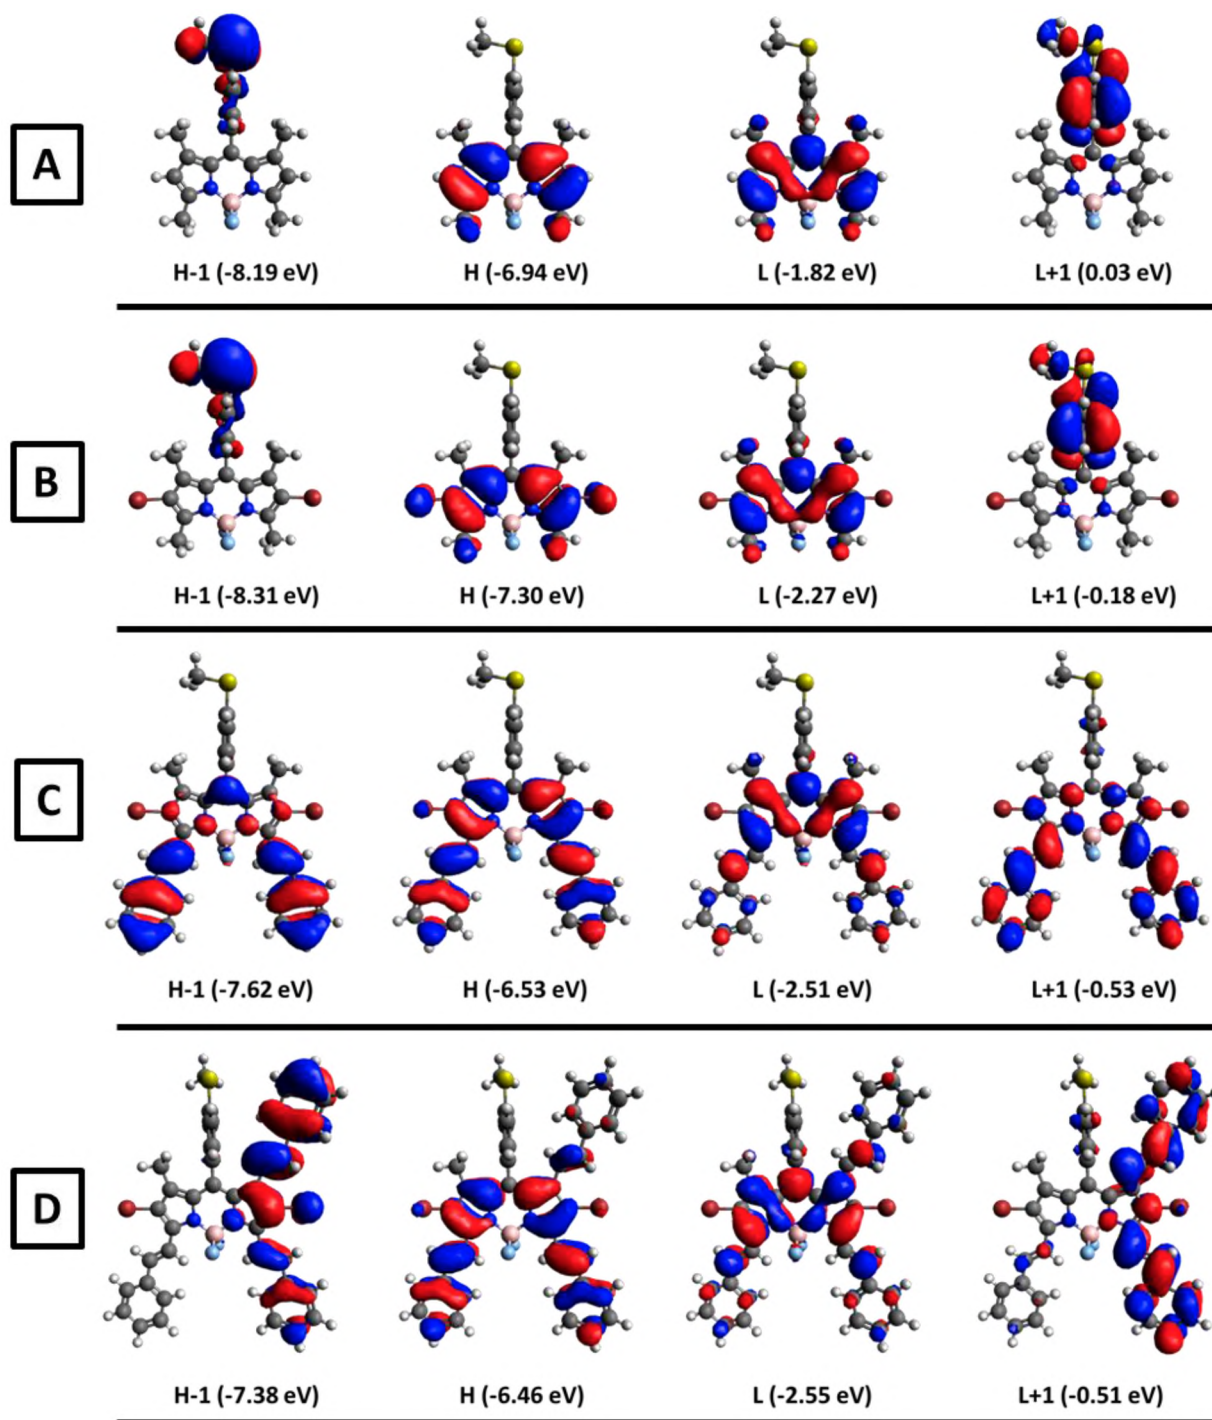 A
H-1 (-8.19 eV) H (-6.94 eV) L (-1.82 eV) L+1 (0.03 eV)
B
H-1 (-8.31 eV) H (-7.30 eV) L (-2.27 eV) L+1 (-0.18 eV)
C
H-1 (-7.62 eV) H (-6.53 eV) L (-2.51 eV) L+1 (-0.53 eV)
D
H-1 (-7.38 eV) H (-6.46 eV) L (-2.55 eV) L+1 (-0.51 eV)